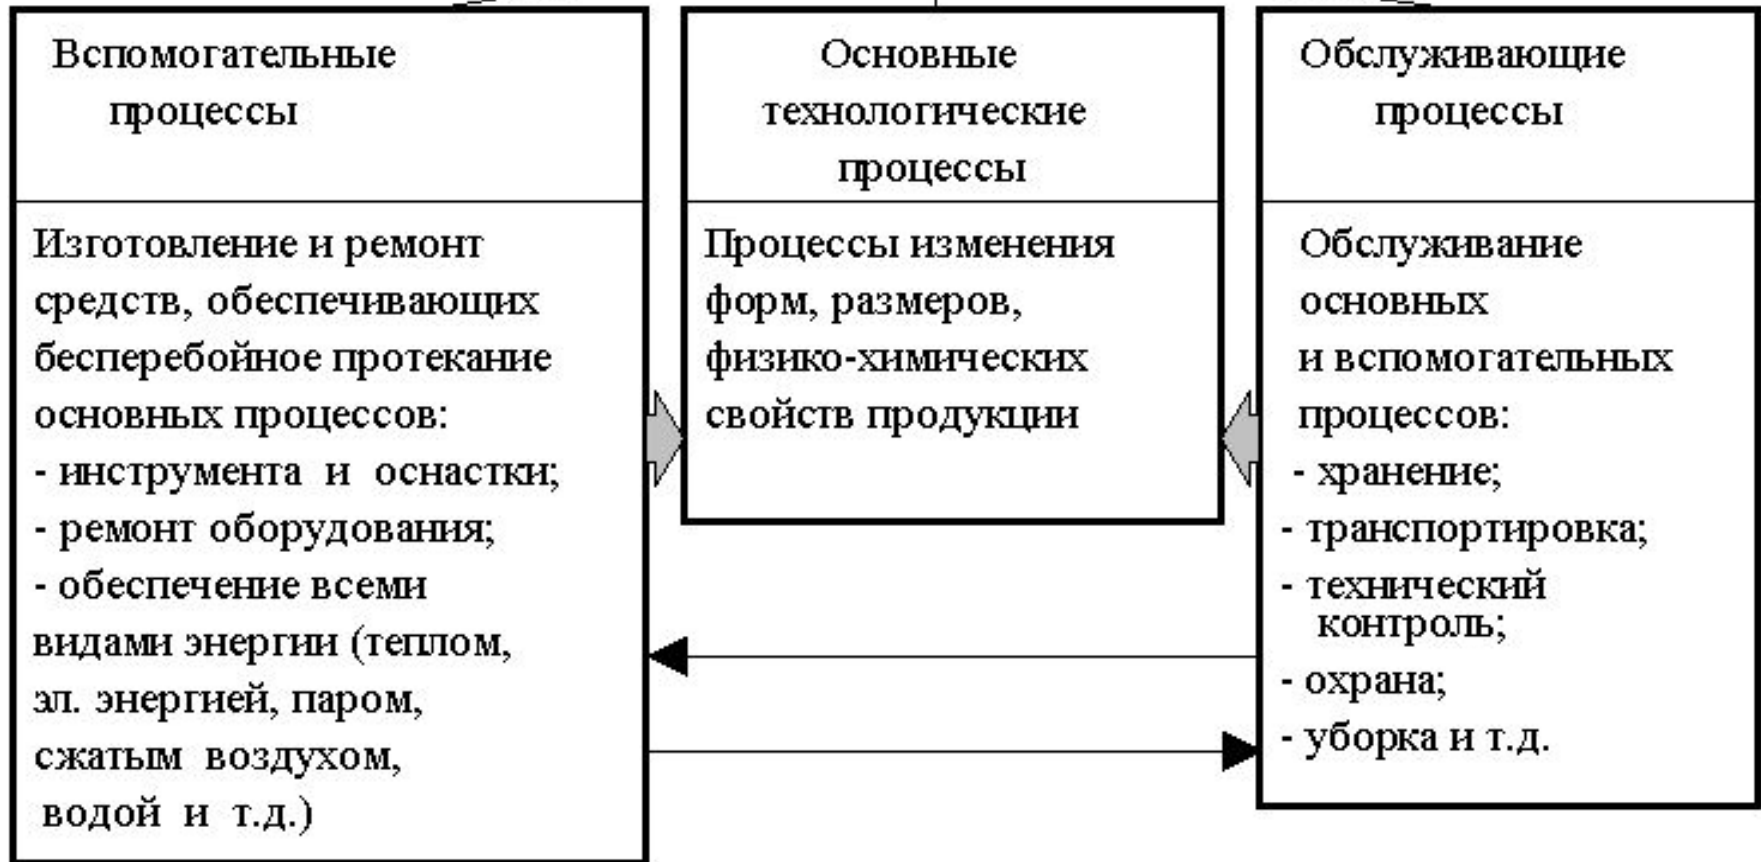 Вспомогательные
процессы
Изготовление и ремонт
средств, обеспечивающих
бесперебойное протекание
основных процессов:
- инструмента и оснастки;
- ремонт оборудования;
- обеспечение всеми
видами энергии (теплом,
эл. энергией, паром,
сжатым воздухом,
водой и т.д.)
Основные
технологические
процессы
Процессы изменения
форм, размеров,
физико-химических
свойств продукции
Обслуживающие
процессы
Обслуживание
основных
и вспомогательных
процессов:
- хранение;
- транспортировка;
- технический
контроль;
- охрана;
- уборка и т.д.